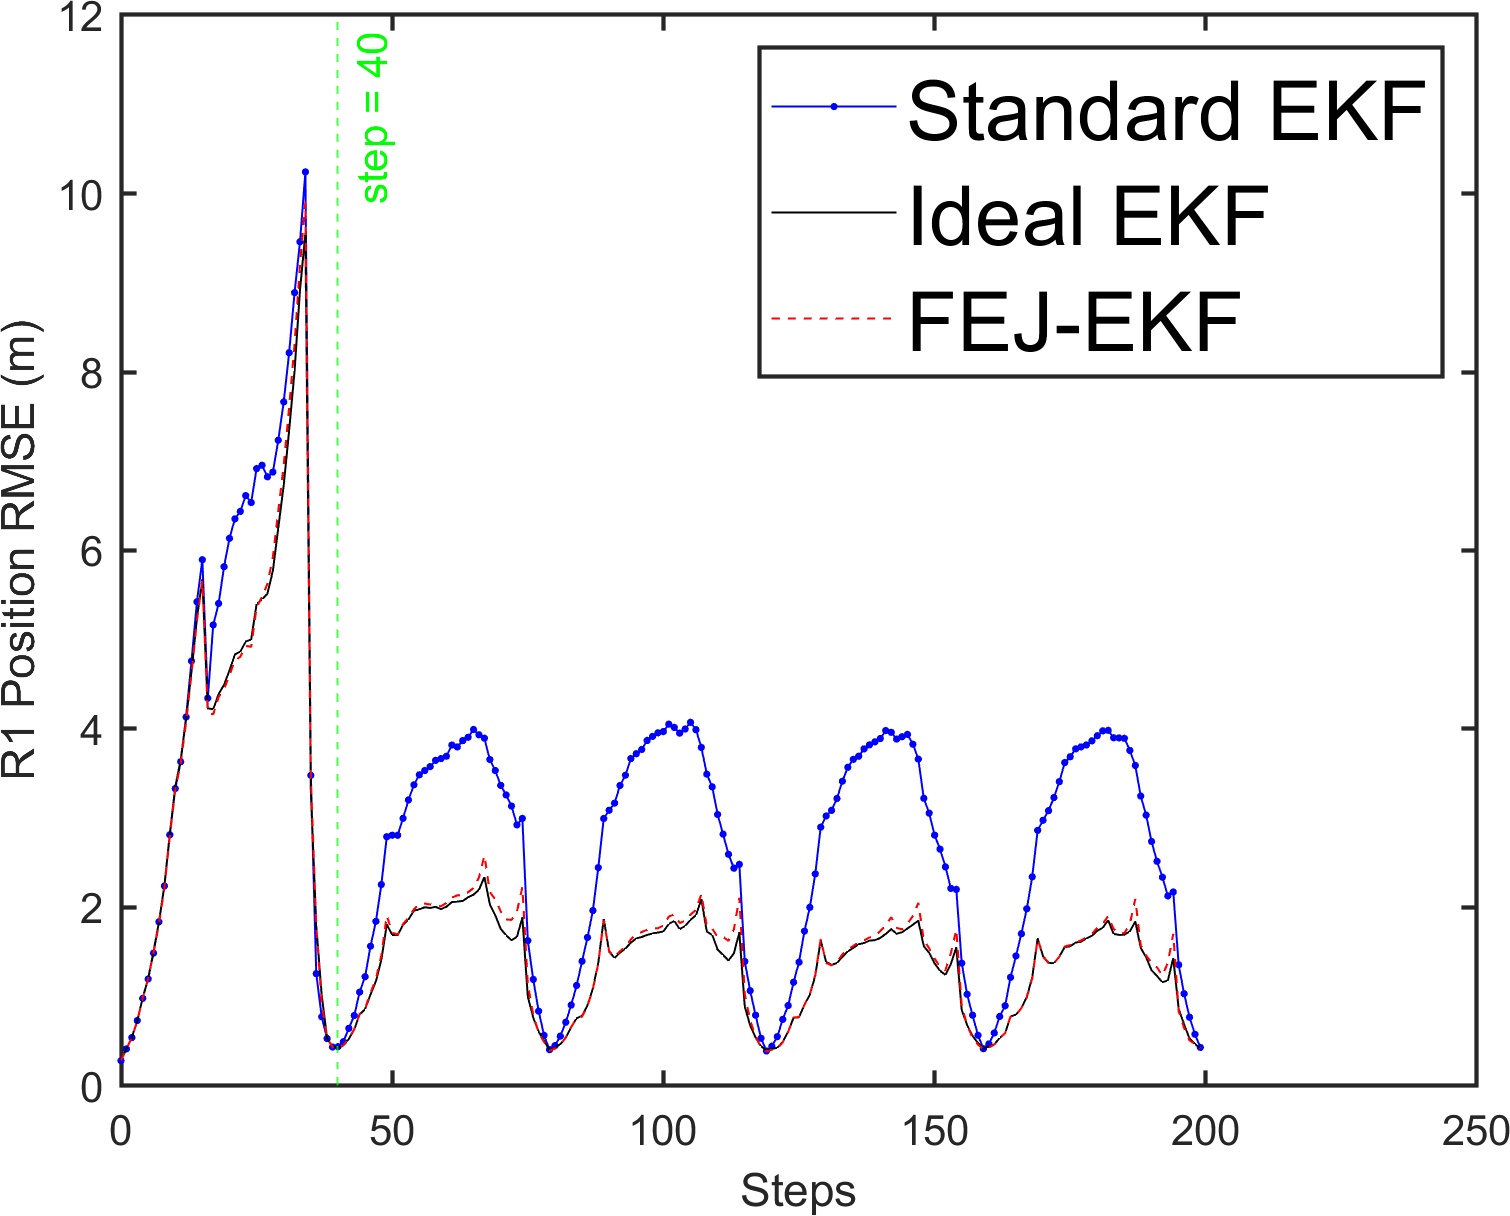 12
10
8
6
4
2
0
R1 Position RMSE (m)
step = 40
Standard EKF
Ideal EKF
FEJ-EKF
0 50 100 150 200 250
Steps